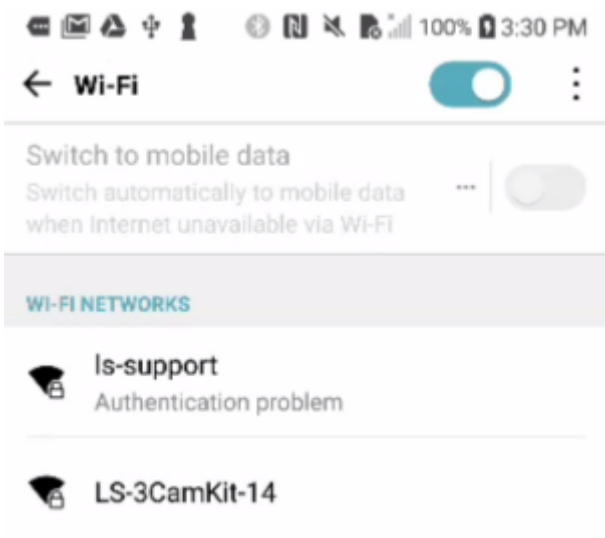 100% 3:30 PM
Wi-Fi
Switch to mobile data
Switch automatically to mobile data
when Internet unavailable via Wi-Fi
WI-FI NETWORKS
ls-support
Authentication problem
LS-3CamKit-14